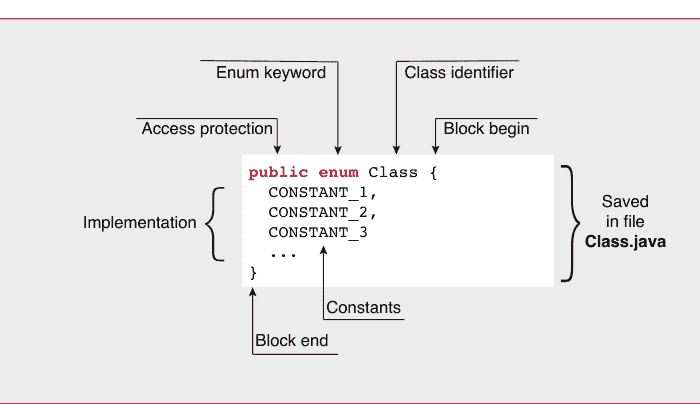 Enum keyword
Class identifier
Access protection
Block begin
public enum Class {
CONSTANT_1,
CONSTANT_2,
CONSTANT_3
...
}
Implementation
Saved
in file
Class.java
Constants
Block end